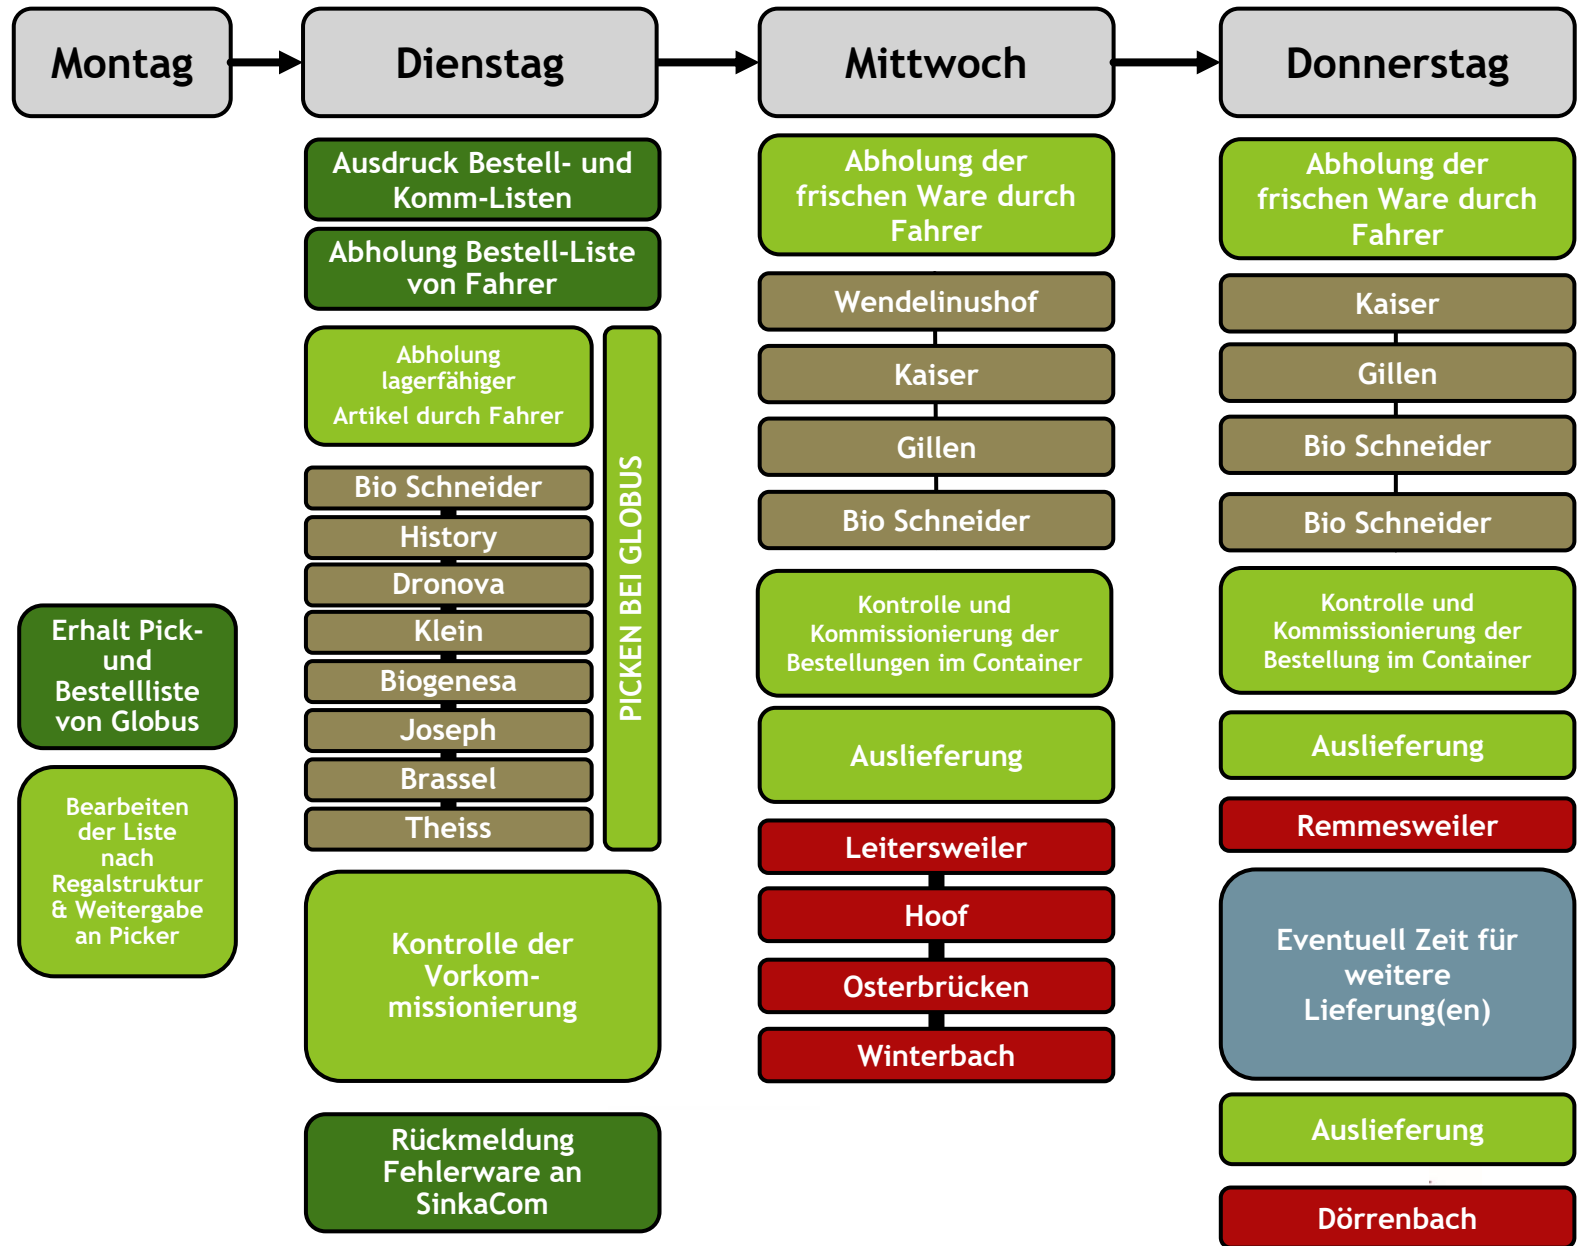 Montag
Dienstag
Mittwoch
Donnerstag
Erhalt Pick-
und
Bestellliste
von Globus
Bearbeiten
der Liste
nach
Regalstruktur
& Weitergabe
an Picker
Ausdruck Bestell- und
Komm-Listen
Abholung Bestell-Liste
von Fahrer
Abholung
lagerfähiger
Artikel durch Fahrer
PICKEN BEI GLOBUS
Bio Schneider
History
Dronova
Klein
Biogenesa
Joseph
Brassel
Theiss
Kontrolle der
Vorkom-
missionierung
Rückmeldung
Fehlerware an
SinkaCom
Abholung der
frischen Ware durch
Fahrer
Wendelinushof
Kaiser
Gillen
Bio Schneider
Kontrolle und
Kommissionierung der
Bestellungen im Container
Auslieferung
Leitersweiler
Hoof
Osterbrücken
Winterbach
Abholung der
frischen Ware durch
Fahrer
Kaiser
Gillen
Bio Schneider
Bio Schneider
Kontrolle und
Kommissionierung der
Bestellung im Container
Auslieferung
Remmesweiler
Eventuell Zeit für
weitere
Lieferung(en)
Auslieferung
Dörrenbach